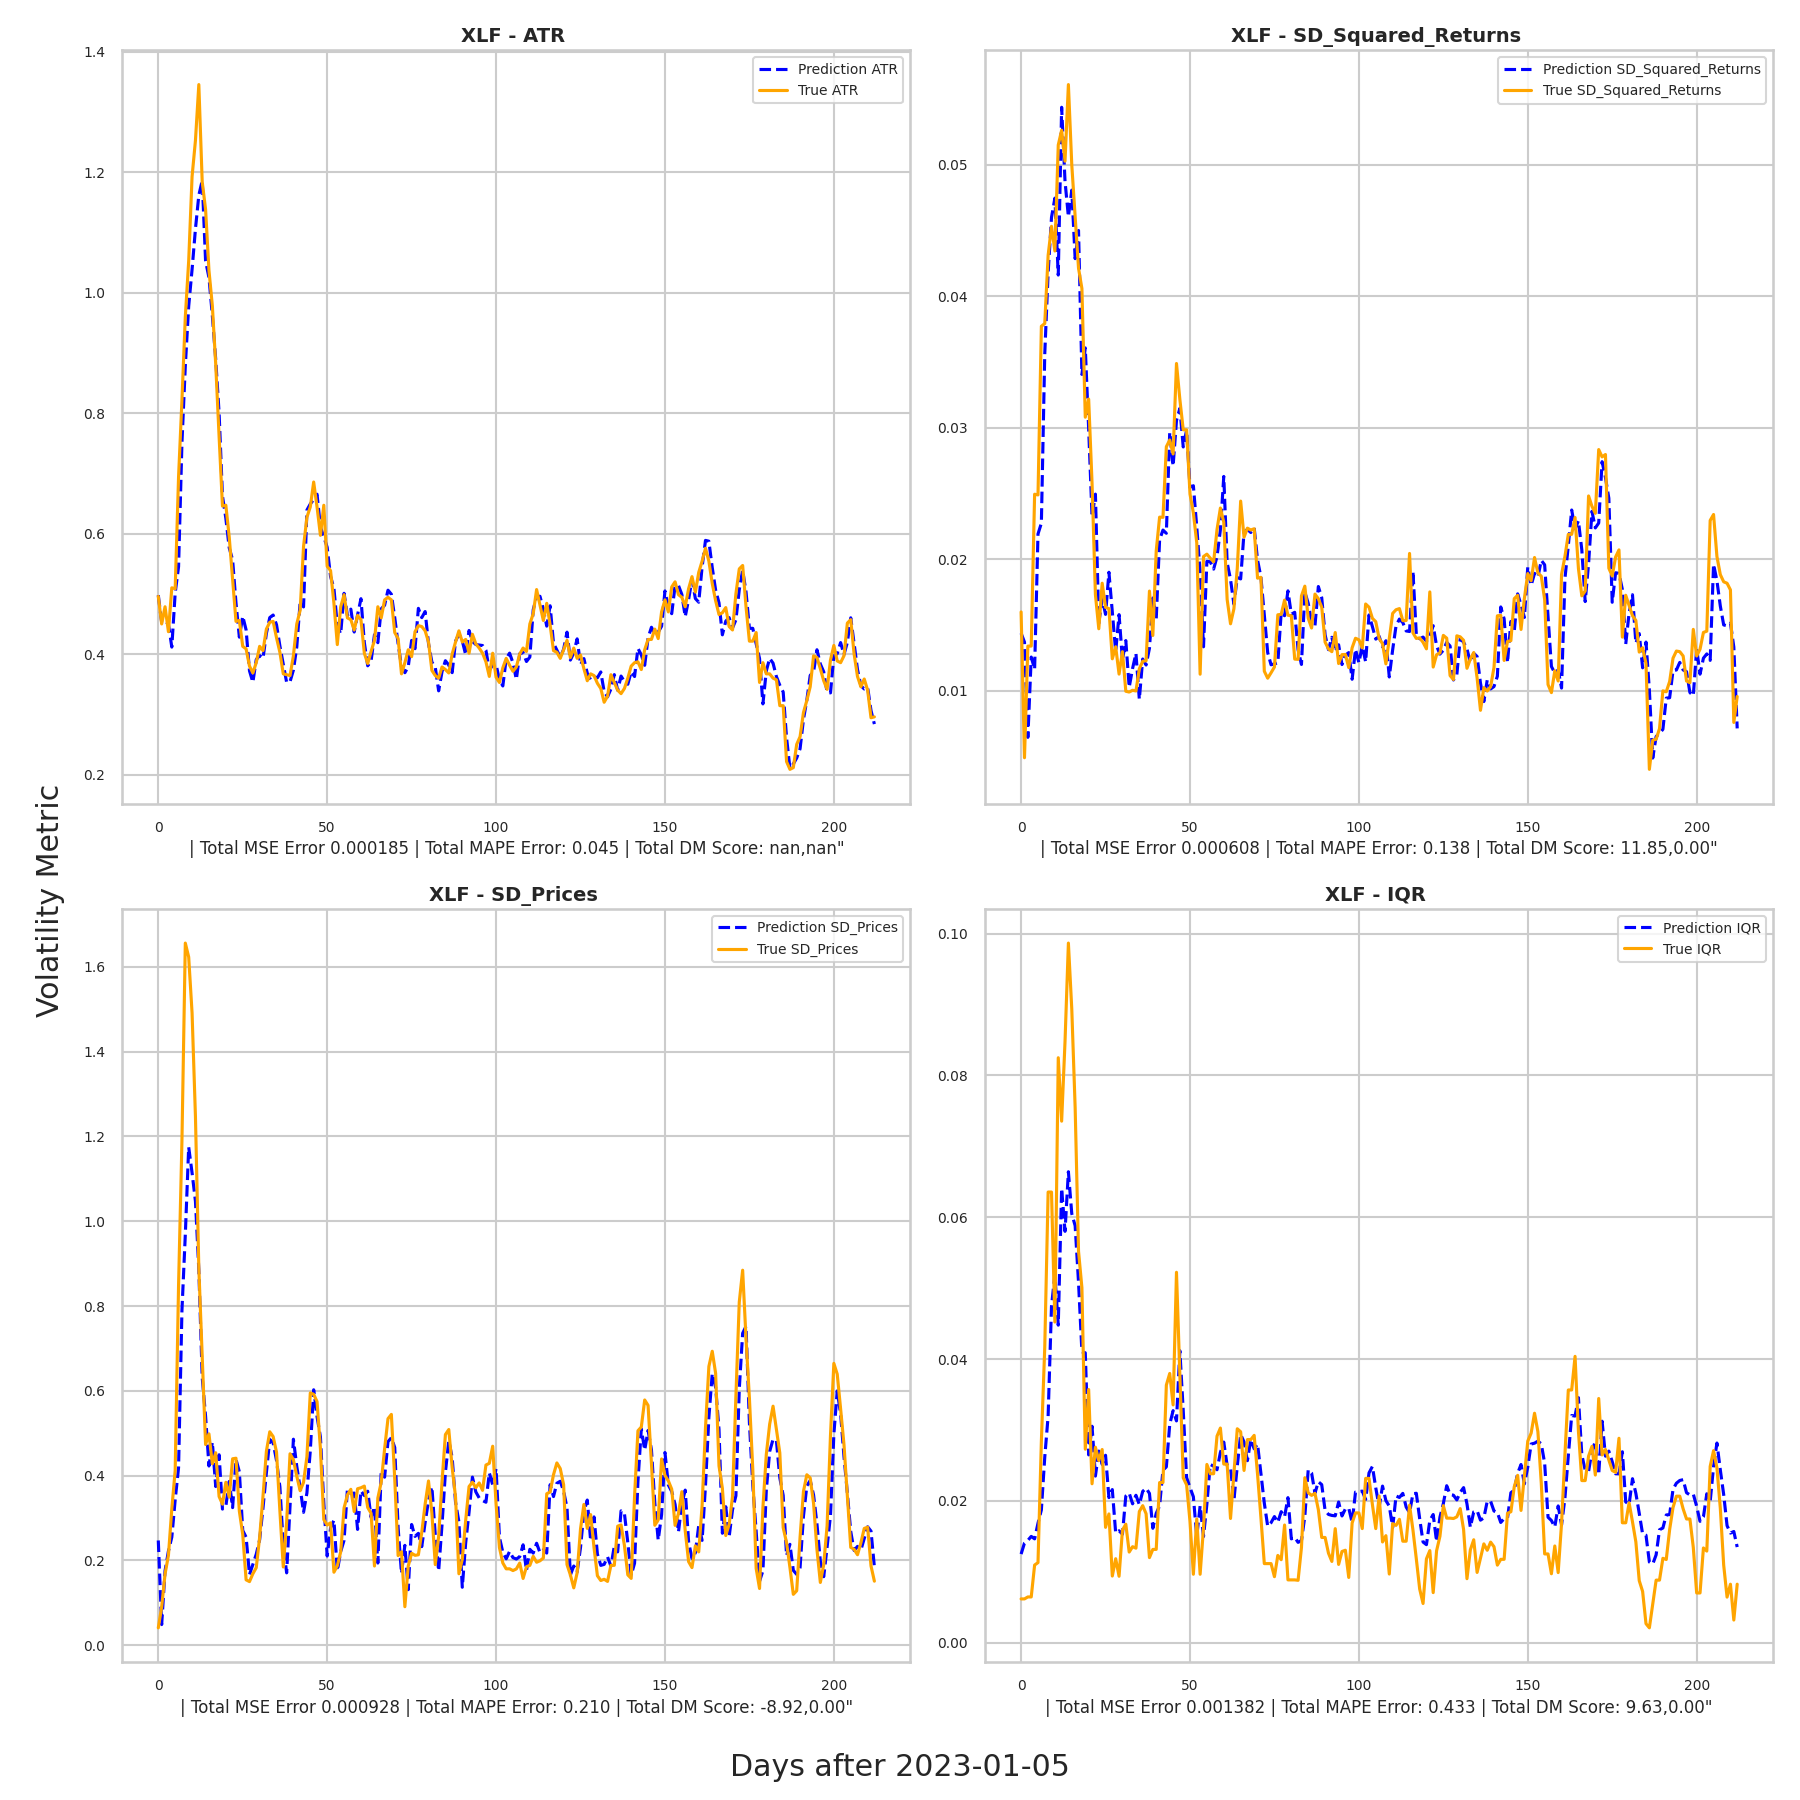 XLF - ATR
1.4
1.2
1.0
0.8
0.6
0.4
0.2
0
50
100
150
200
Prediction ATR
True ATR
| Total MSE Error 0.000185 | Total MAPE Error: 0.045 | Total DM Score: nan,nan"
XLF - SD_Squared_Returns
0.05
0.04
0.03
0.02
0.01
0
50
100
150
200
Prediction SD_Squared_Returns
True SD_Squared_Returns
| Total MSE Error 0.000608 | Total MAPE Error: 0.138 | Total DM Score: 11.85,0.00"
Volatility Metric
XLF - SD_Prices
1.6
1.4
1.2
1.0
0.8
0.6
0.4
0.2
0.0
0
50
100
150
200
Prediction SD_Prices
True SD_Prices
| Total MSE Error 0.000928 | Total MAPE Error: 0.210 | Total DM Score: -8.92,0.00"
XLF - IQR
0.10
0.08
0.06
0.04
0.02
0.00
0
50
100
150
200
Prediction IQR
True IQR
| Total MSE Error 0.001382 | Total MAPE Error: 0.433 | Total DM Score: 9.63,0.00"
Days after 2023-01-05